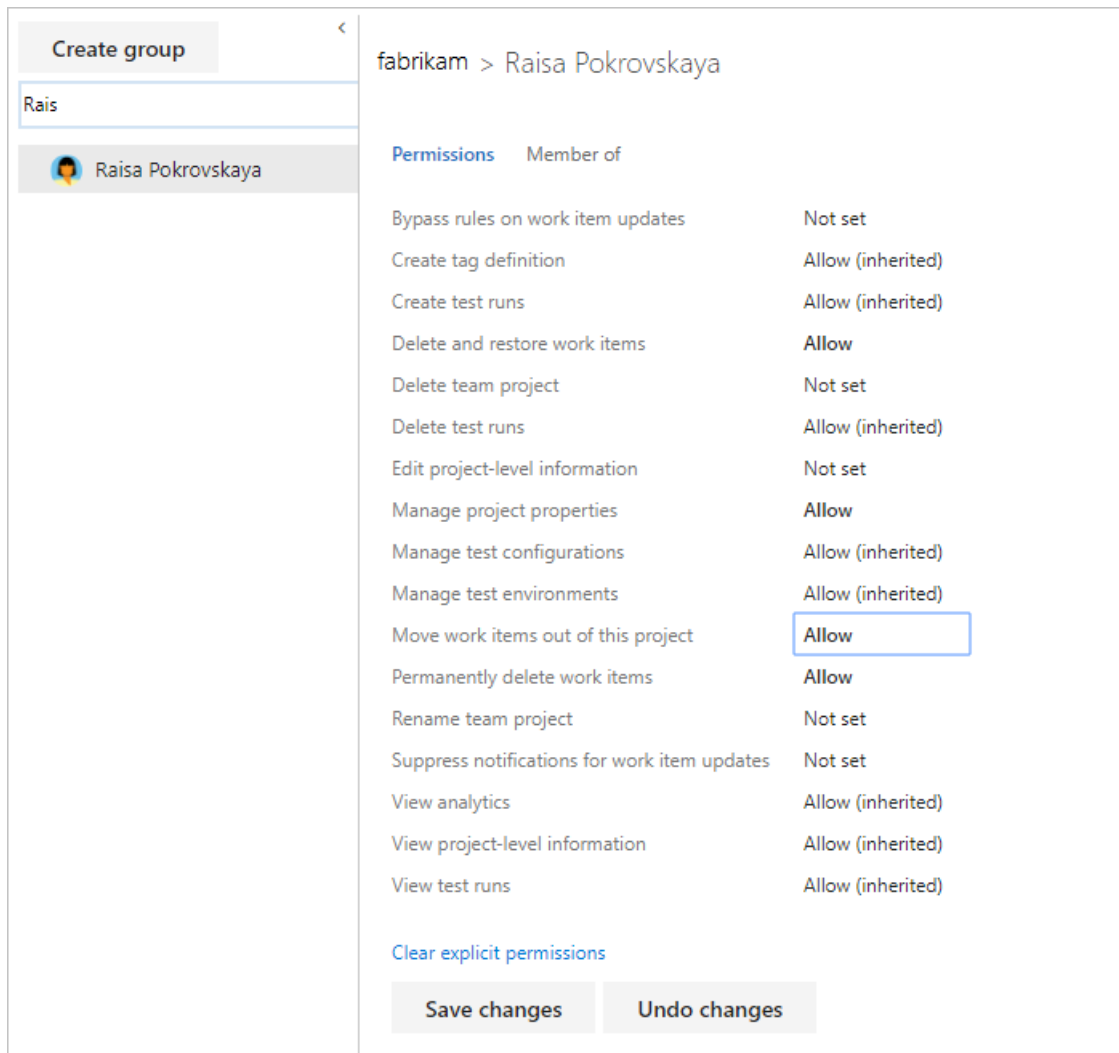 Create group
<
Rais
Raisa Pokrovskaya
fabrikam > Raisa Pokrovskaya
Permissions Member of
Bypass rules on work item updates Not set
Create tag definition Allow (inherited)
Create test runs Allow (inherited)
Delete and restore work items Allow
Delete team project Not set
Delete test runs Allow (inherited)
Edit project-level information Not set
Manage project properties Allow
Manage test configurations Allow (inherited)
Manage test environments Allow (inherited)
Move work items out of this project Allow
Permanently delete work items Allow
Rename team project Not set
Suppress notifications for work item updates Not set
View analytics Allow (inherited)
View project-level information Allow (inherited)
View test runs Allow (inherited)
Clear explicit permissions
Save changes Undo changes